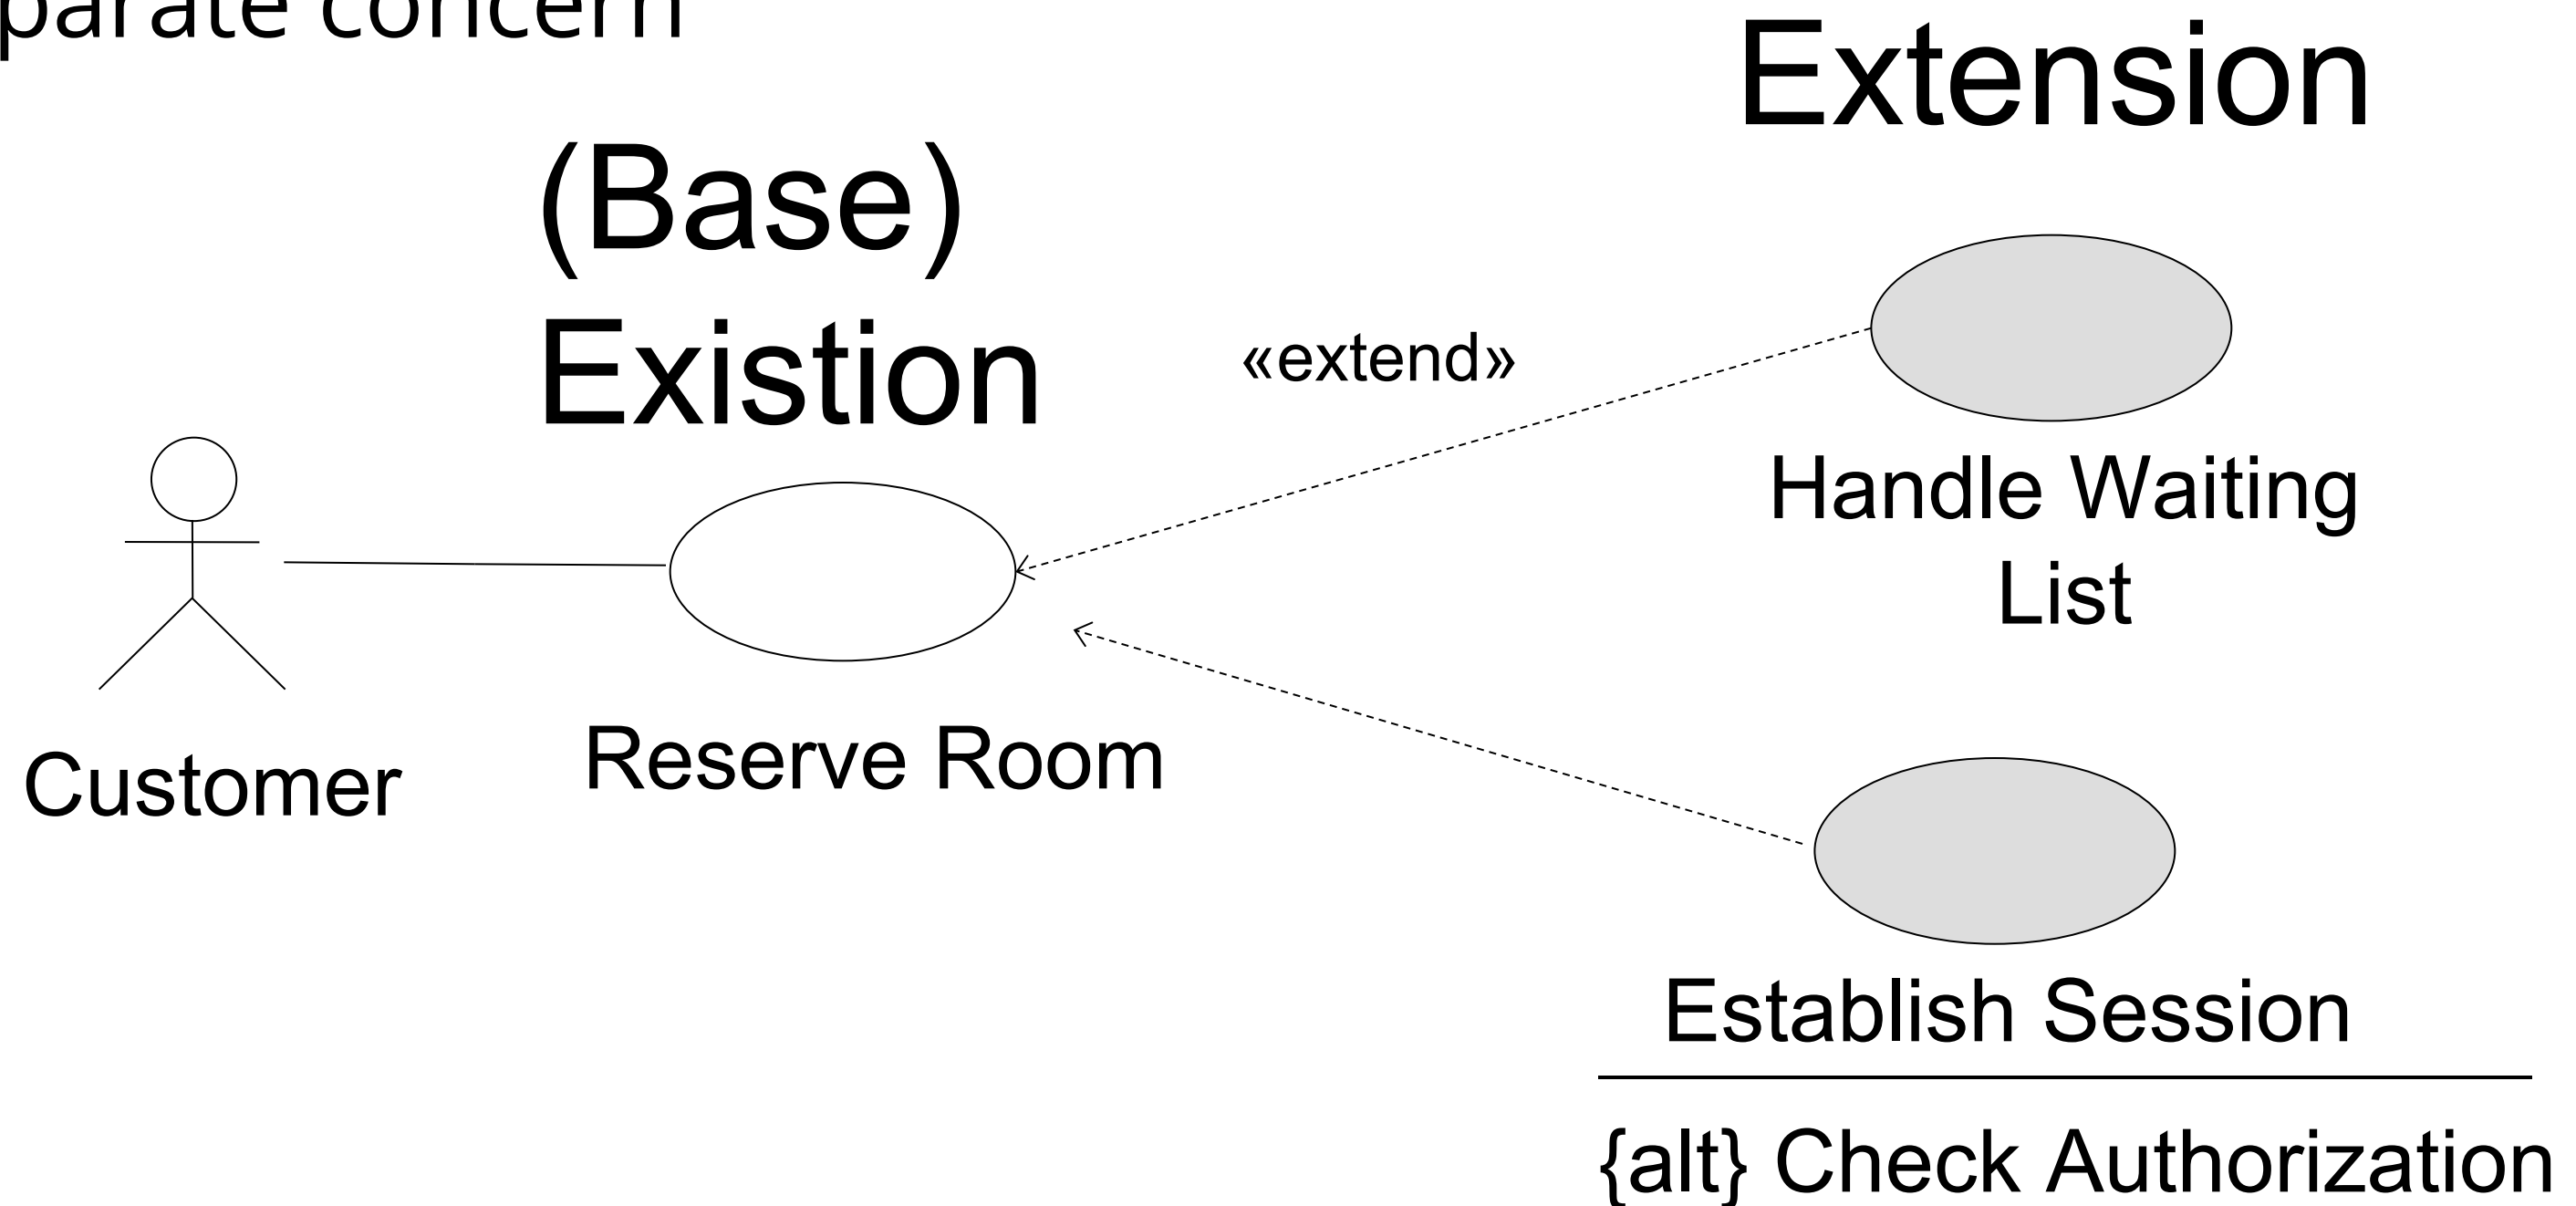 parate concern
Extension
(Base)
Existion
«extend»
Handle Waiting
List
Customer
Reserve Room
Establish Session
{alt} Check Authorization